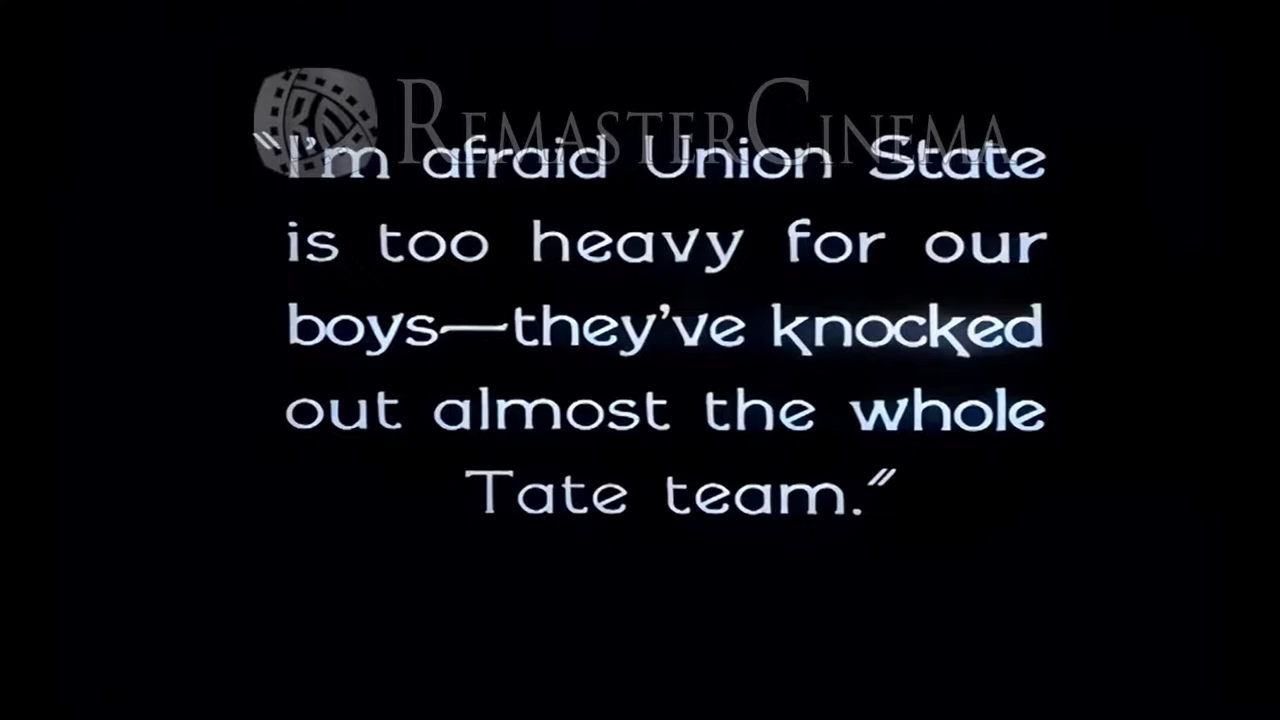 REMASTERCINEMA
“I’m afraid Union State
is too heavy for our
boys—they’ve knocked
out almost the whole
Tate team.”